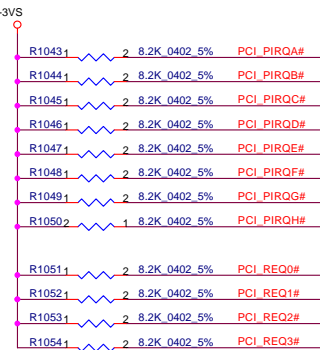 +3VS
R1043 1 2 8.2K_0402_5% PCI_PIRQA#
R1044 1 2 8.2K_0402_5% PCI_PIRQB#
R1045 1 2 8.2K_0402_5% PCI_PIRQC#
R1046 1 2 8.2K_0402_5% PCI_PIRQD#
R1047 1 2 8.2K_0402_5% PCI_PIRQE#
R1048 1 2 8.2K_0402_5% PCI_PIRQF#
R1049 1 2 8.2K_0402_5% PCI_PIRQG#
R1050 2 1 8.2K_0402_5% PCI_PIRQH#
R1051 1 2 8.2K_0402_5% PCI_REQ0#
R1052 1 2 8.2K_0402_5% PCI_REQ1#
R1053 1 2 8.2K_0402_5% PCI_REQ2#
R1054 1 2 8.2K_0402_5% PCI_REQ3#